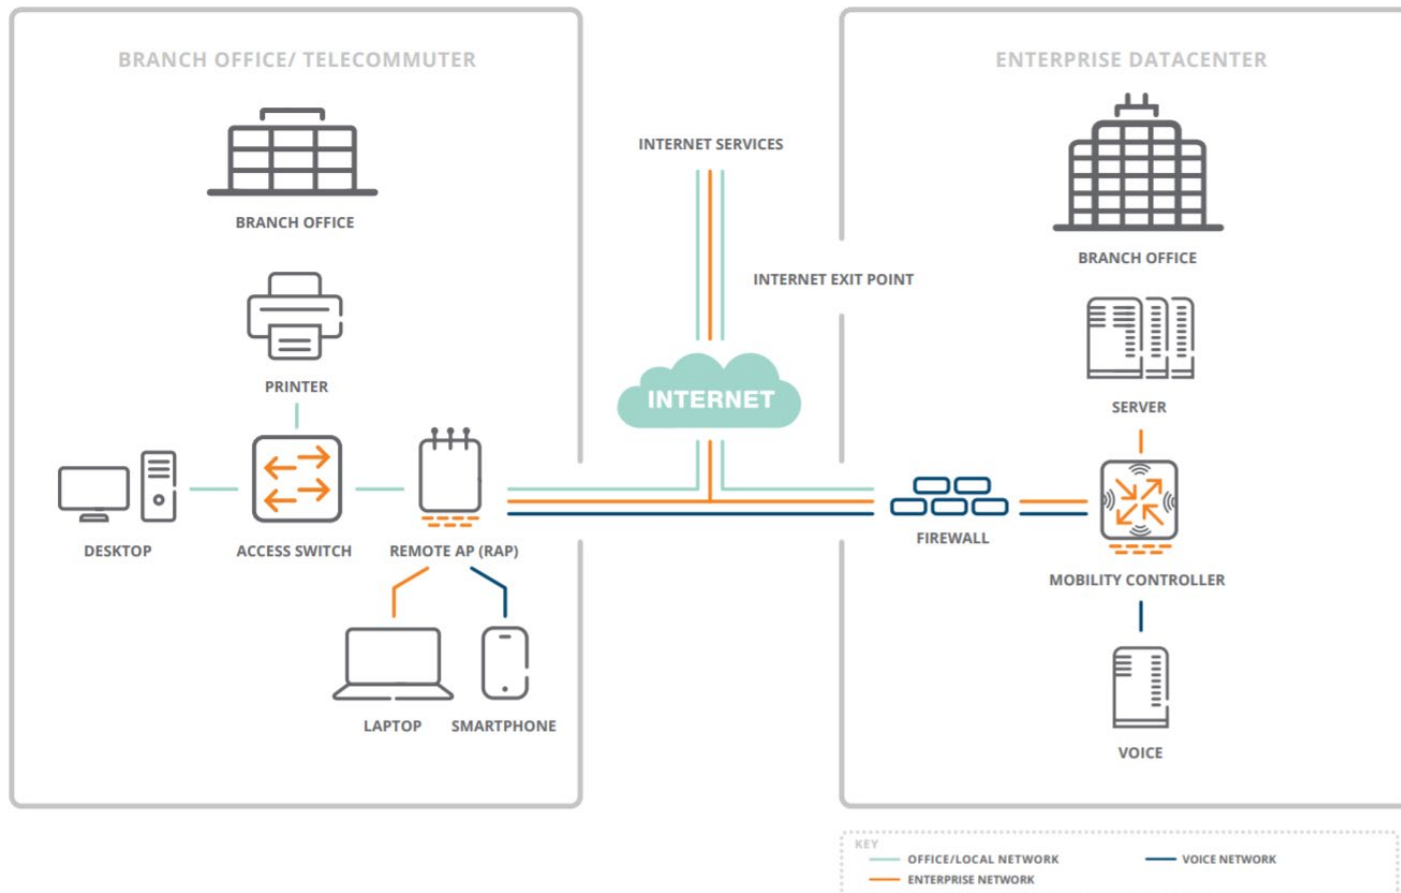 BRANCH OFFICE/ TELECOMMUTER
BRANCH OFFICE
PRINTER
DESKTOP
ACCESS SWITCH
REMOTE AP (RAP)
LAPTOP
SMARTPHONE
INTERNET SERVICES
INTERNET EXIT POINT
INTERNET
ENTERPRISE DATACENTER
BRANCH OFFICE
SERVER
FIREWALL
MOBILITY CONTROLLER
VOICE
KEY
OFFICE/LOCAL NETWORK
VOICE NETWORK
ENTERPRISE NETWORK